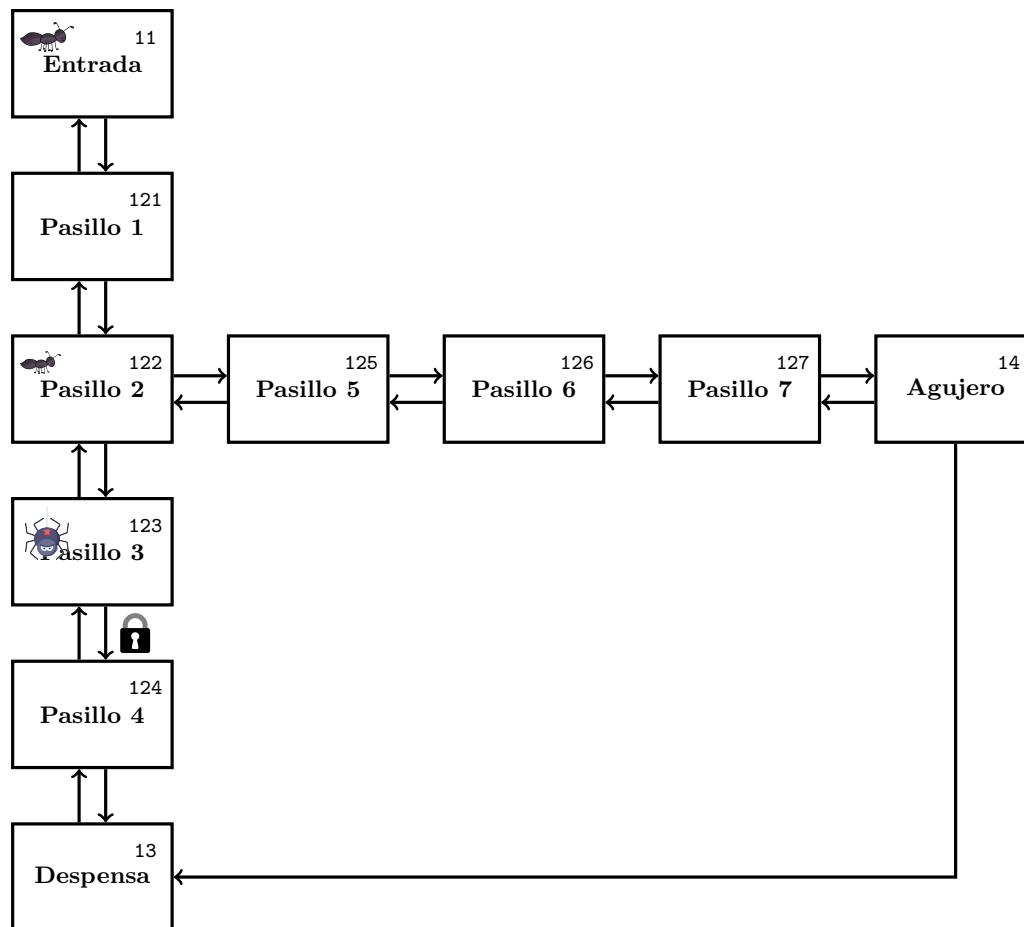 11
Entrada
121
Pasillo 1
122
Pasillo 2
125
Pasillo 5
126
Pasillo 6
127
Pasillo 7
14
Agujero
123
Pasillo 3
124
Pasillo 4
13
Despensa